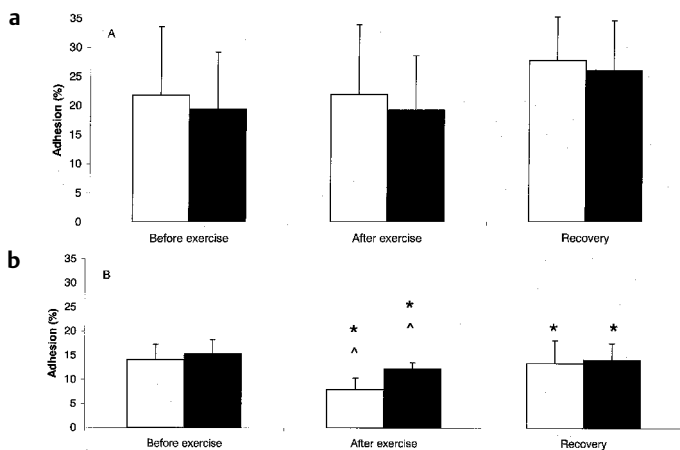 a
A
35
30
25
20
15
10
5
0
Adhesion (%)
Before exercise
After exercise
Recovery
b
B
35
30
25
20
15
10
5
0
Adhesion (%)
*
^
*
^
*
*
Before exercise
After exercise
Recovery